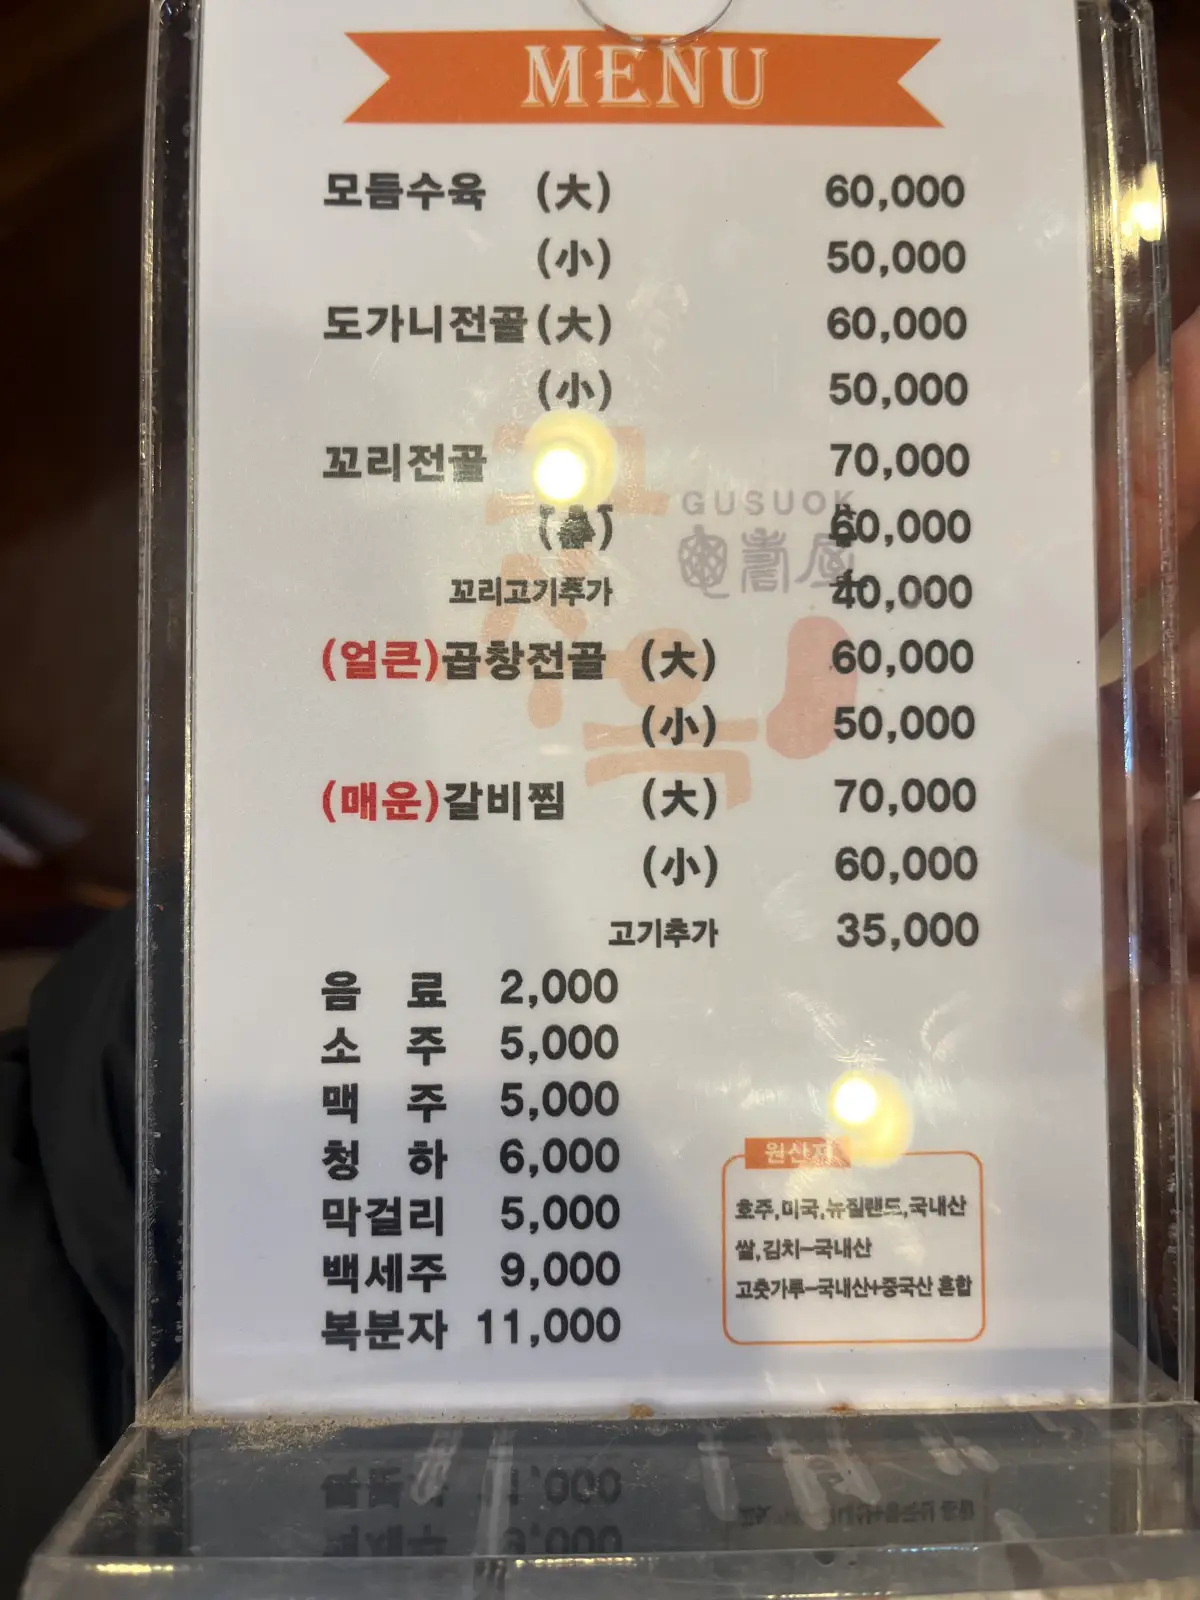 MENU
모듬수육 (大) 60,000
(小) 50,000
도가니전골 (大) 60,000
(小) 50,000
꼬리전골 70,000
60,000
꼬리고기추가 40,000
(얼큰)곱창전골 (大) 60,000
(小) 50,000
(매운)갈비찜 (大) 70,000
(小) 60,000
고기추가 35,000
GUSUOK
음 료 2,000
소 주 5,000
맥 주 5,000
청 하 6,000
막걸리 5,000
백세주 9,000
복분자 11,000
원산지
호주,미국,뉴질랜드,국내산
쌀,김치-국내산
고춧가루-국내산+중국산 혼합